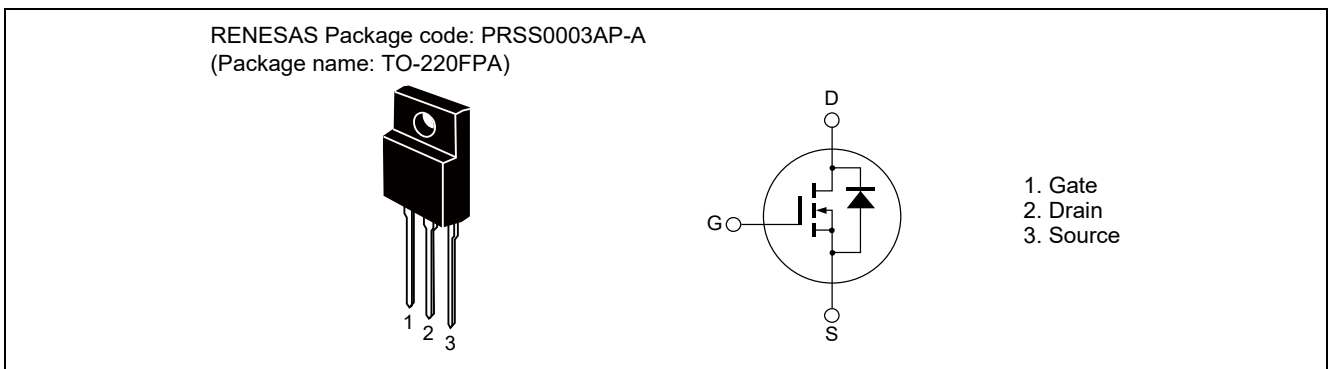 RENESAS Package code: PRSS0003AP-A
(Package name: TO-220FPA)
1
2
3
D
G
S
1. Gate
2. Drain
3. Source